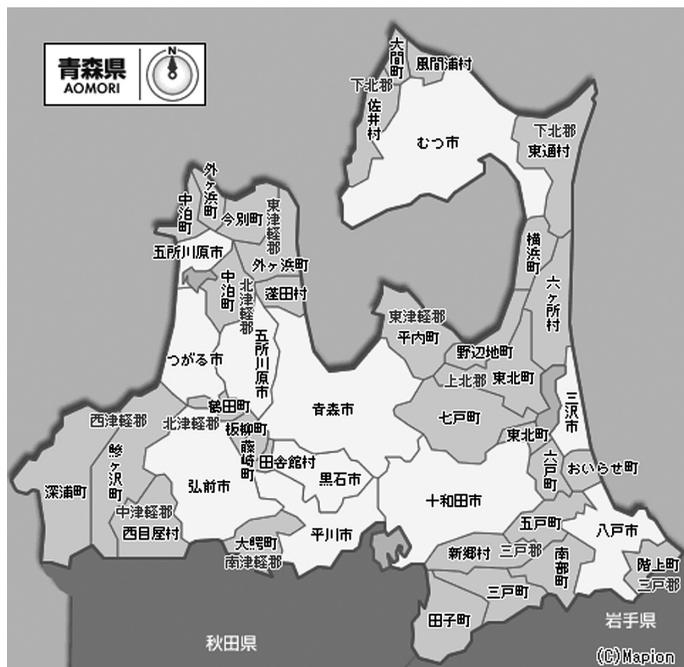 青森県
AOMORI
N
大間町
風間浦村
下北郡
佐井村
むつ市
下北郡
東通村
外ヶ浜町
中泊町
今別町
東津軽郡
五所川原市
外ヶ浜町
中泊町
北津軽郡
蓬田村
横浜町
六ヶ所村
東津軽郡
平内町
野辺地町
つがる市
五所川原市
上北郡
東北町
三沢市
鶴田町
青森市
七戸町
西津軽郡
北津軽郡
板柳町
藤崎町
東北町
六戸町
おいらせ町
鰺ヶ沢町
田舎館村
深浦町
弘前市
黒石市
十和田市
中津軽郡
西目屋村
平川市
五戸町
八戸市
大鰐町
南津軽郡
新郷村
三戸郡
南部町
階上町
三戸郡
三戸町
田子町
秋田県
岩手県
(C)Mapion